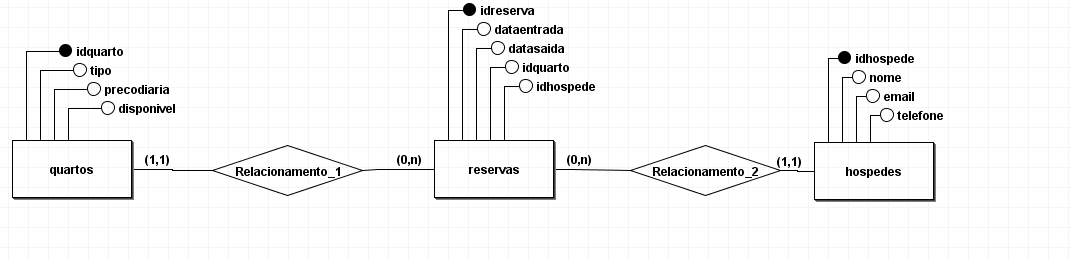 idquarto
tipo
precodiaria
disponivel
quartos
(1,1)
Relacionamento_1
(0,n)
idreserva
dataentrada
datasaida
idquarto
idhospede
reservas
(0,n)
Relacionamento_2
(1,1)
idhospede
nome
email
telefone
hospedes